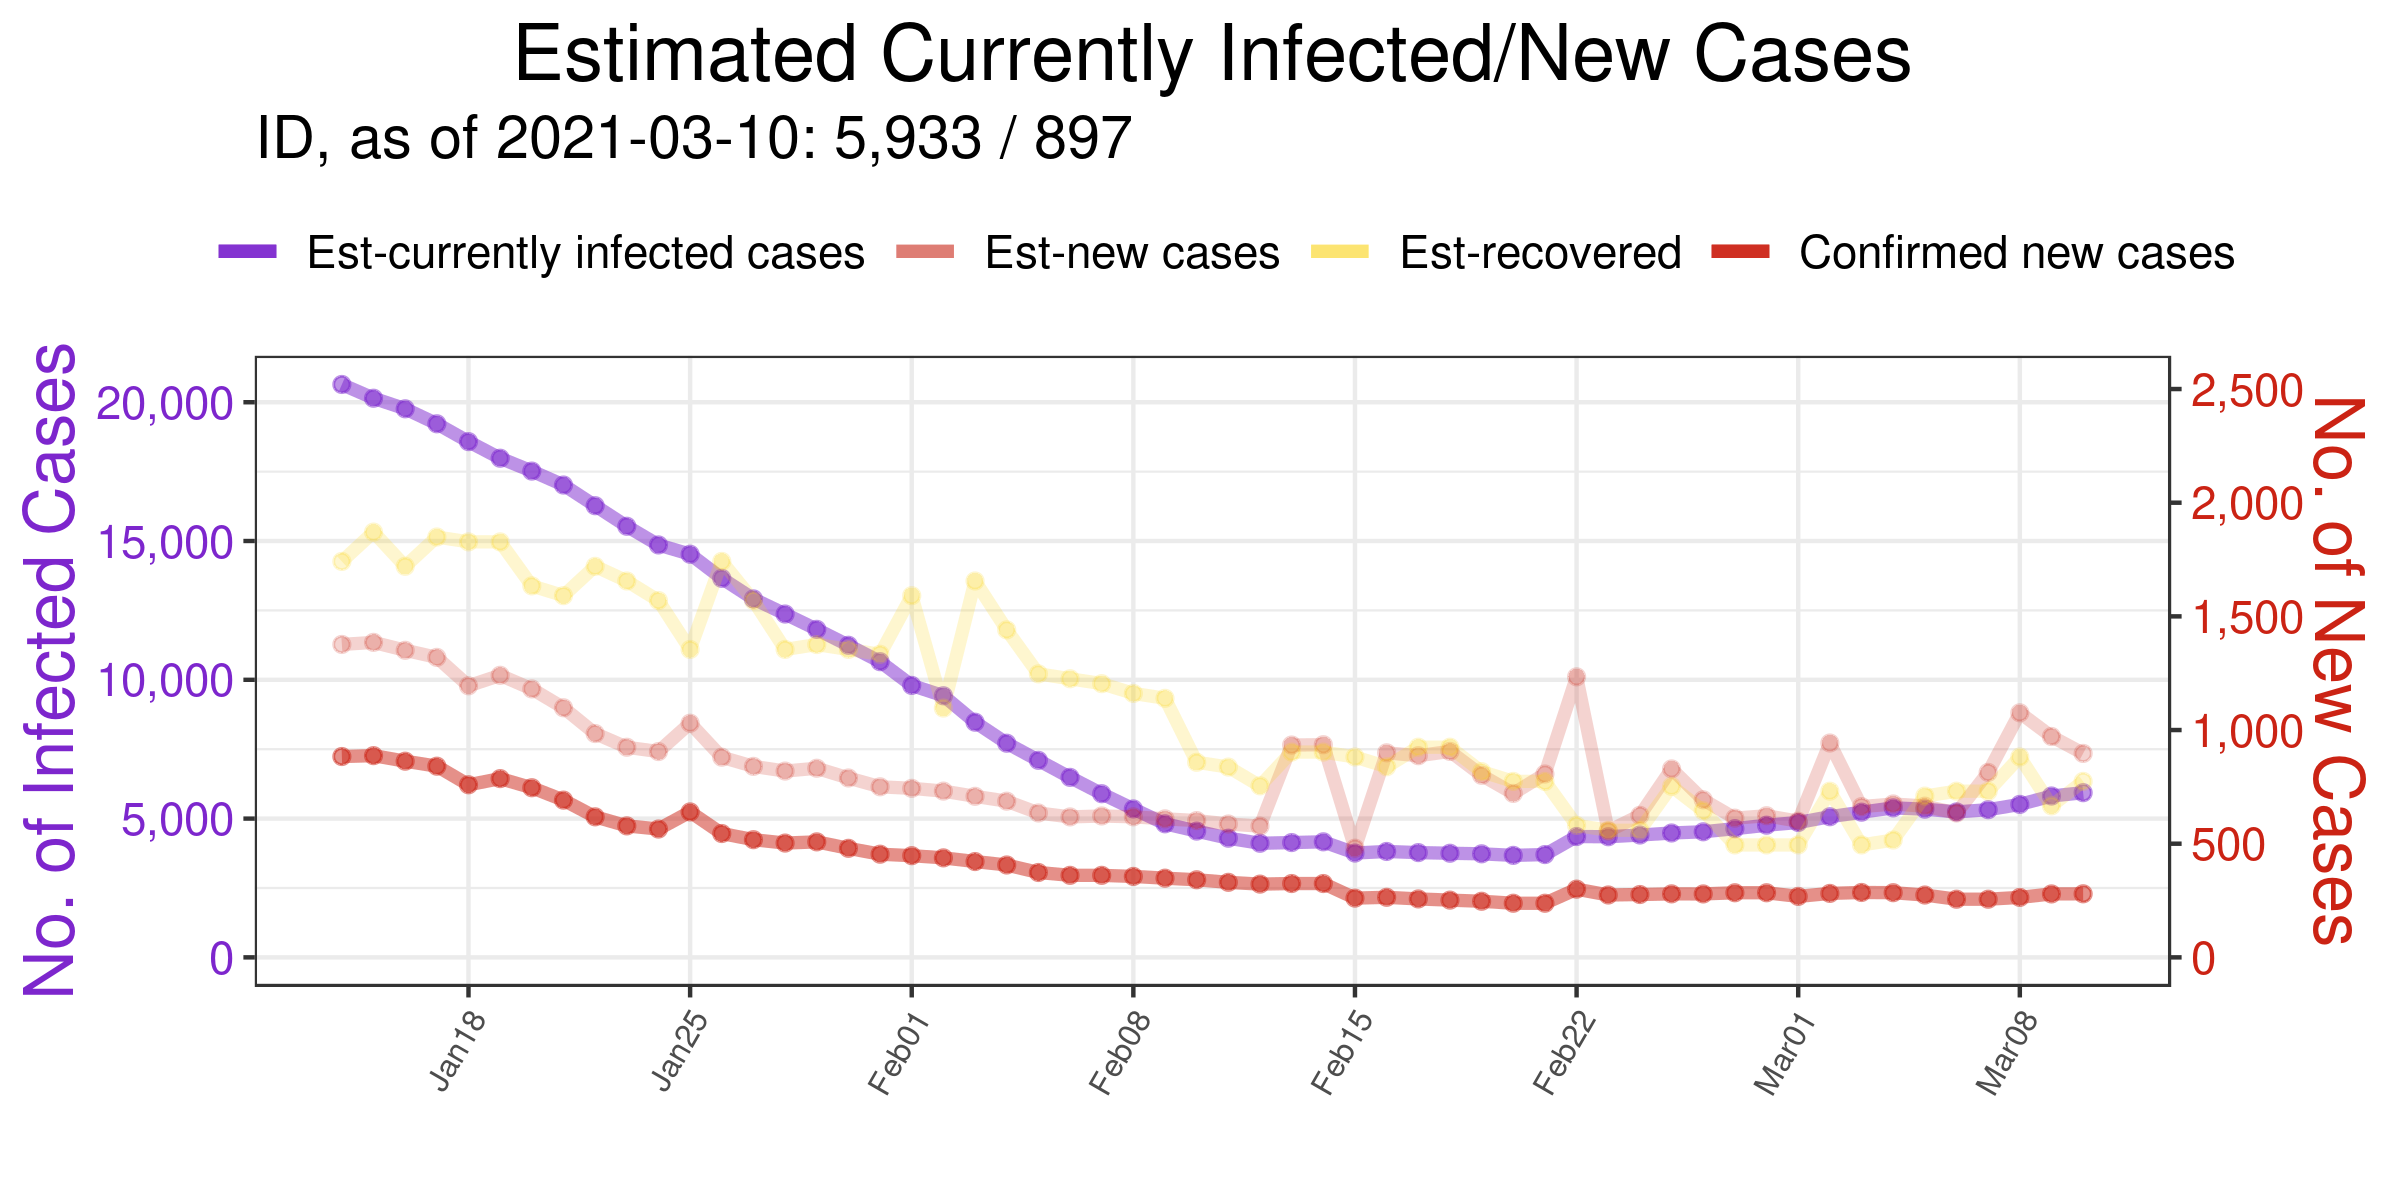 Estimated Currently Infected/New Cases
ID, as of 2021-03-10: 5,933 / 897
Est-currently infected cases Est-new cases Est-recovered Confirmed new cases
No. of Infected Cases
20,000
15,000
10,000
5,000
0
2,500
2,000
1,500
1,000
500
0
No. of New Cases
Jan18 Jan25 Feb01 Feb08 Feb15 Feb22 Mar01 Mar08